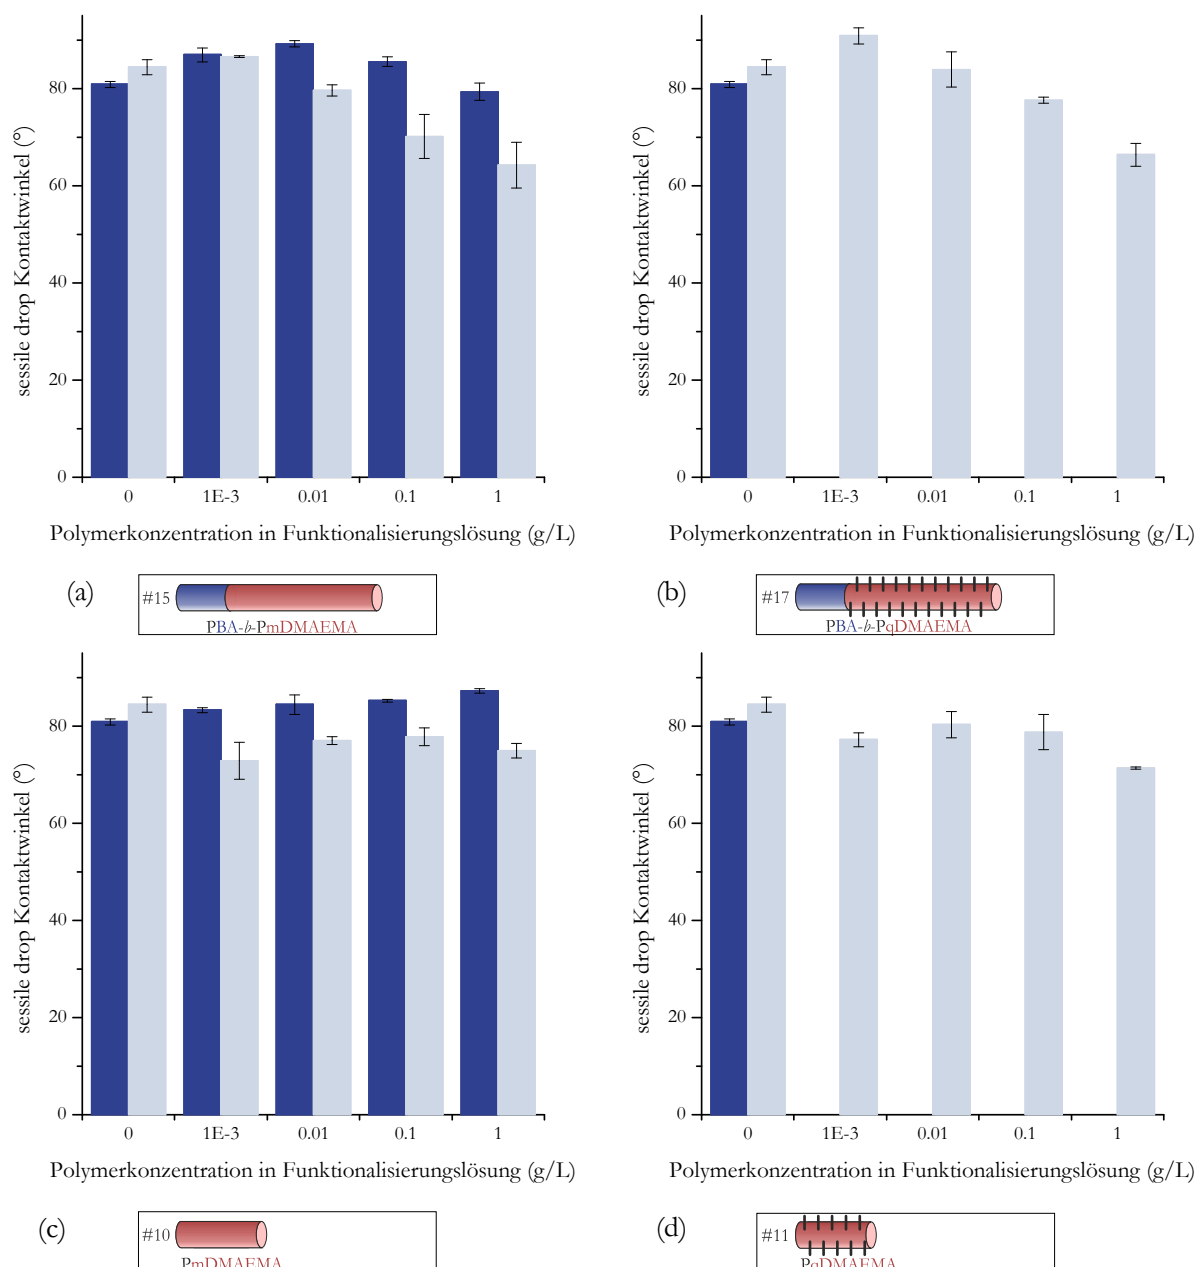 80
60
40
20
0
sessile drop Kontaktwinkel (°)
0 1E-3 0.01 0.1 1
Polymerkonzentration in Funktionalisierungslösung (g/L)
(a)
#15
PBA-b-PmDMAEMA
80
60
40
20
0
sessile drop Kontaktwinkel (°)
0 1E-3 0.01 0.1 1
Polymerkonzentration in Funktionalisierungslösung (g/L)
(b)
#17
PBA-b-PqDMAEMA
80
60
40
20
0
sessile drop Kontaktwinkel (°)
0 1E-3 0.01 0.1 1
Polymerkonzentration in Funktionalisierungslösung (g/L)
(c)
#10
PmDMAEMA
80
60
40
20
0
sessile drop Kontaktwinkel (°)
0 1E-3 0.01 0.1 1
Polymerkonzentration in Funktionalisierungslösung (g/L)
(d)
#11
PqDMAEMA